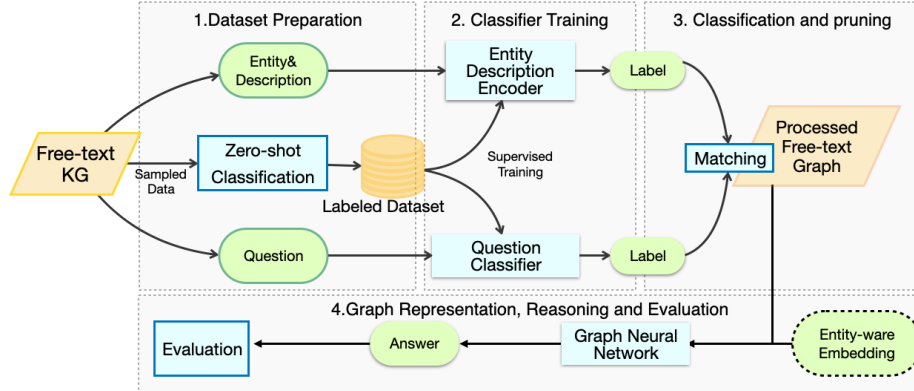 1.Dataset Preparation
2. Classifier Training
3. Classification and pruning
Entity&
Description
Entity
Description
Encoder
Label
Free-text
KG
Sampled
Data
Zero-shot
Classification
Labeled Dataset
Supervised
Training
Matching
Processed
Free-text
Graph
Question
Question
Classifier
Label
4.Graph Representation, Reasoning and Evaluation
Evaluation
Answer
Graph Neural
Network
Entity-ware
Embedding